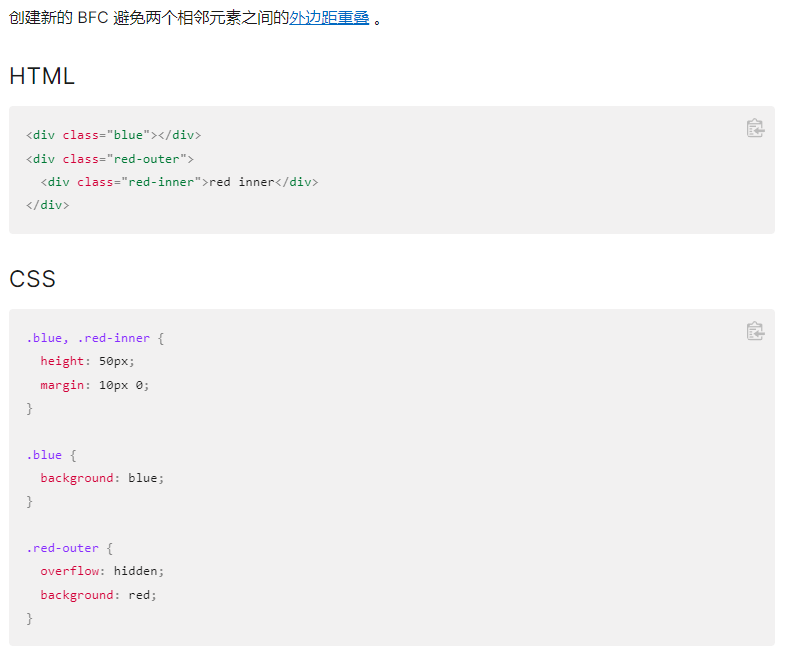 创建新的 BFC 避免两个相邻元素之间的外边距重叠 。
HTML
<div class="blue"></div>
<div class="red-outer">
  <div class="red-inner">red inner</div>
</div>
CSS
.blue, .red-inner {
  height: 50px;
  margin: 10px 0;
}
.blue {
  background: blue;
}
.red-outer {
  overflow: hidden;
  background: red;
}